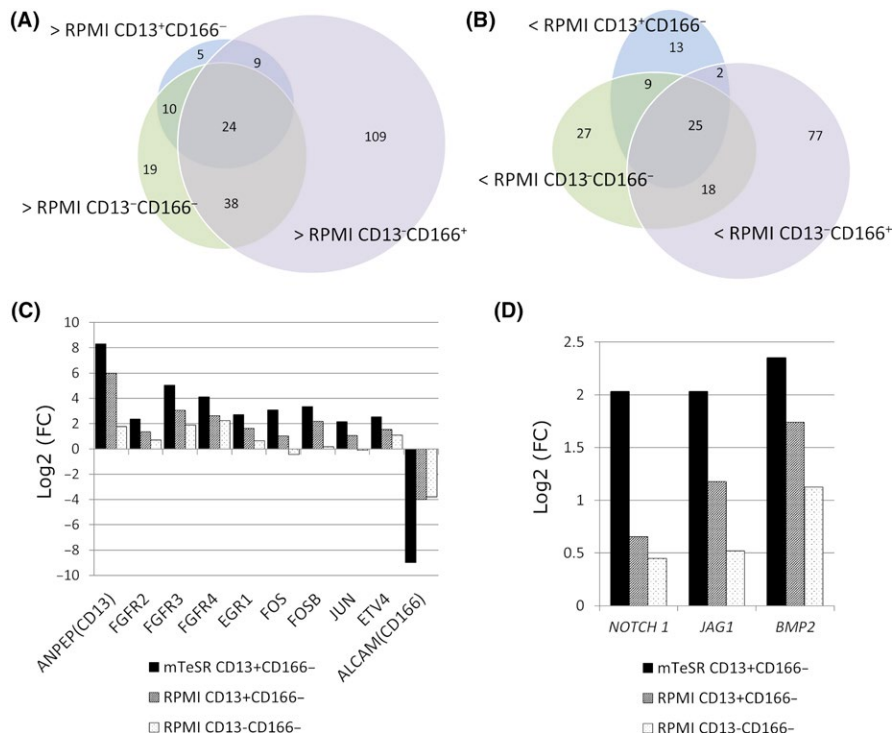 (A)
> RPMI CD13⁺CD166⁻
5
9
10
24
109
19
38
> RPMI CD13⁻CD166⁻
> RPMI CD13⁻CD166⁺
(B)
< RPMI CD13⁺CD166⁻
13
2
9
27
25
77
18
< RPMI CD13⁻CD166⁻
< RPMI CD13⁻CD166⁺
(C)
Log2 (FC)
10
8
6
4
2
0
−2
−4
−6
−8
−10
ANPEP(CD13)
FGFR2
FGFR3
FGFR4
EGR1
FOS
FOSB
JUN
ETV4
ALCAM(CD166)
mTeSR CD13+CD166−
RPMI CD13+CD166−
RPMI CD13-CD166−
(D)
Log2 (FC)
2.5
2
1.5
1
0.5
0
NOTCH 1
JAG1
BMP2
mTeSR CD13+CD166−
RPMI CD13+CD166−
RPMI CD13-CD166−